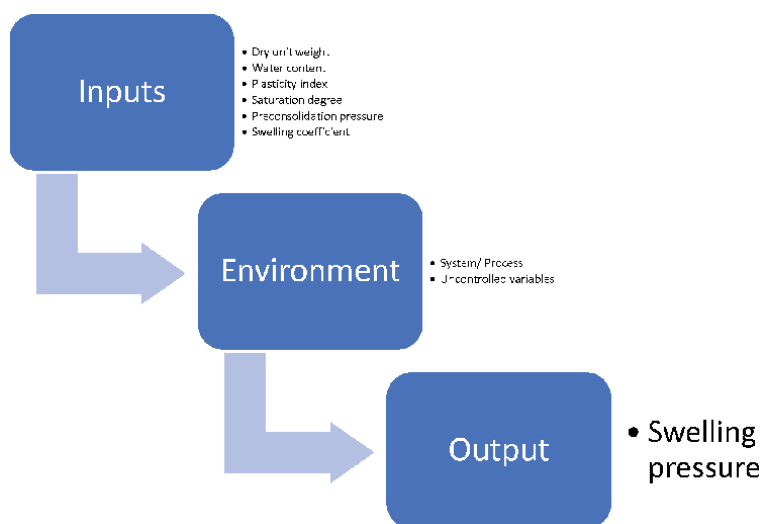 Inputs
• Dry unit weight
• Water content
• Plasticity index
• Saturation degree
• Preconsolidation pressure
• Swelling coefficient
Environment
• System/ Process
• Uncontrolled variables
Output
• Swelling
pressure